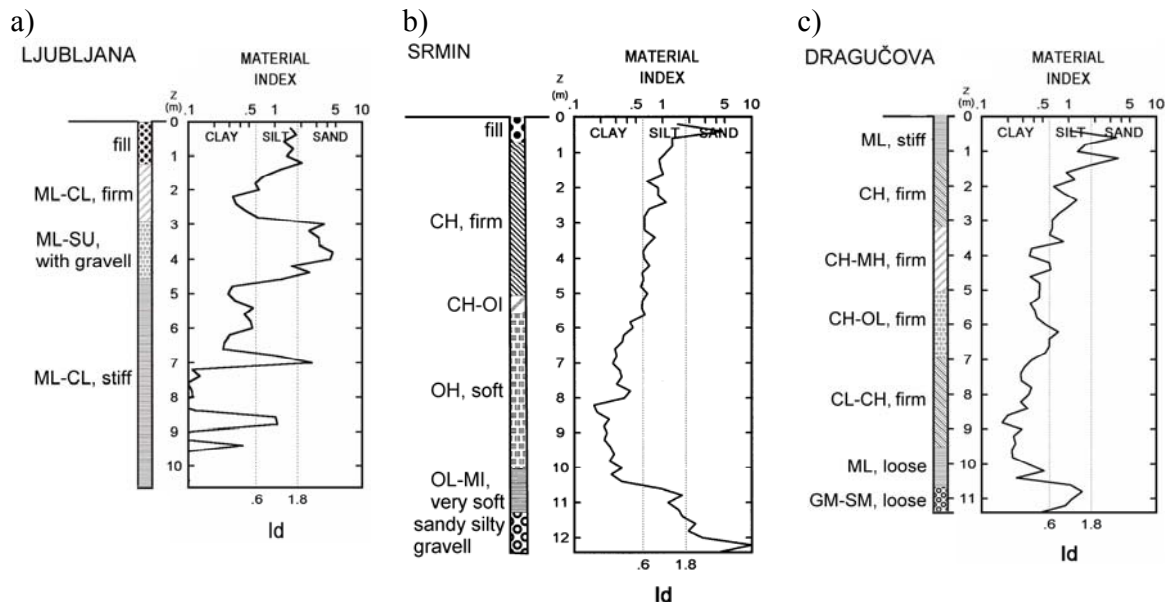 a)
LJUBLJANA
MATERIAL
INDEX
z
(m)
.1 .5 1 5 10
0
CLAY SILT SAND
fill
1
ML-CL, firm
2
3
ML-SU,
with gravell
4
5
6
7
ML-CL, stiff
8
9
10
.6 1.8
Id
b)
SRMIN
MATERIAL
INDEX
z
(m)
.1 .5 1 5 10
0
fill
CLAY SILT SAND
1
2
CH, firm
3
4
5
CH-OI
6
7
OH, soft
8
9
10
OL-MI,
very soft
11
sandy silty
gravell
12
.6 1.8
Id
c)
DRAGUČOVA
MATERIAL
INDEX
z
(m)
.1 .5 1 5 10
0
CLAY SILT SAND
ML, stiff
1
2
CH, firm
3
4
CH-MH, firm
5
CH-OL, firm
6
7
8
CL-CH, firm
9
10
ML, loose
11
GM-SM, loose
.6 1.8
Id